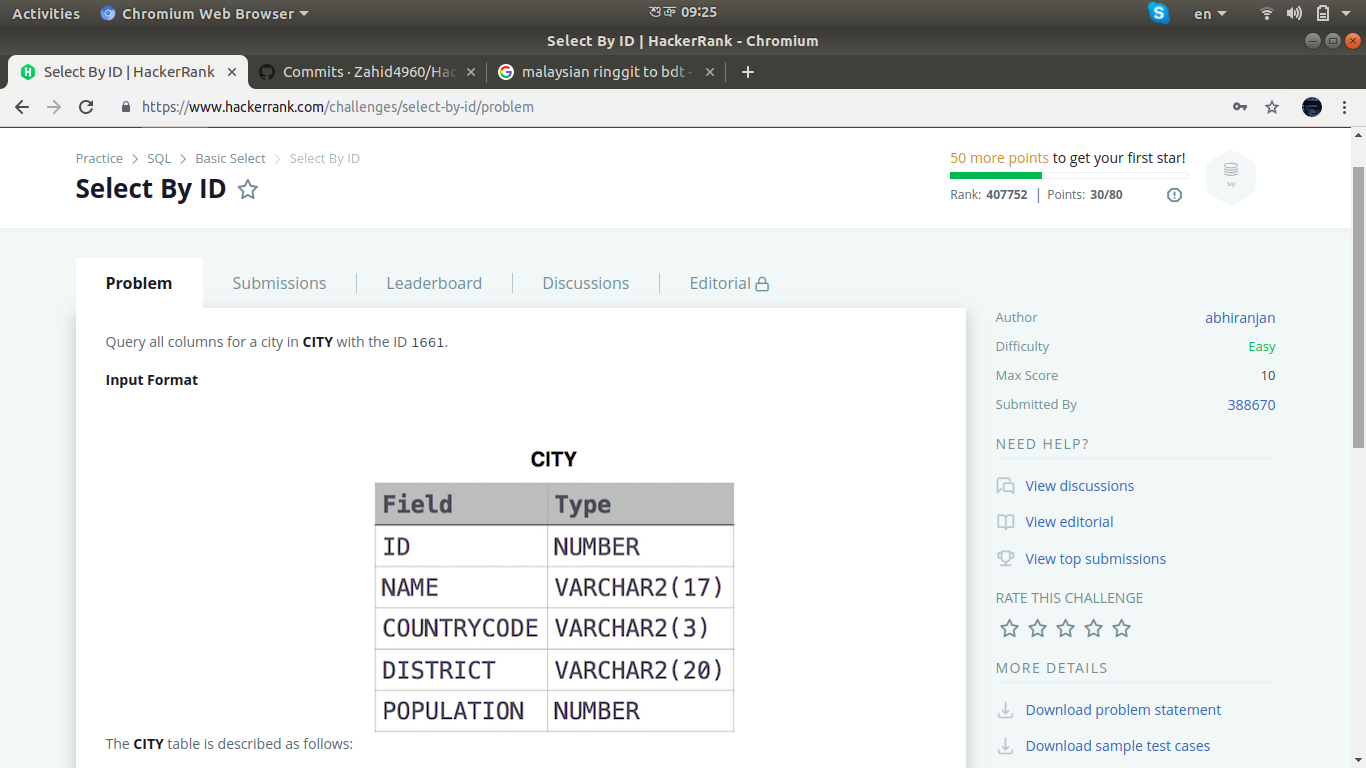 Activities Chromium Web Browser শুক্র 09:25 en
Select By ID | HackerRank - Chromium
Select By ID | HackerRank Commits · Zahid4960/Hac malaysian ringgit to bdt -
https://www.hackerrank.com/challenges/select-by-id/problem
Practice SQL Basic Select Select By ID
50 more points to get your first star!
Select By ID
Rank: 407752 | Points: 30/80
Sql
Problem Submissions Leaderboard Discussions Editorial
Query all columns for a city in CITY with the ID 1661.
Input Format
CITY
Field Type
ID NUMBER
NAME VARCHAR2(17)
COUNTRYCODE VARCHAR2(3)
DISTRICT VARCHAR2(20)
POPULATION NUMBER
The CITY table is described as follows:
Author abhiranjan
Difficulty Easy
Max Score 10
Submitted By 388670
NEED HELP?
View discussions
View editorial
View top submissions
RATE THIS CHALLENGE
MORE DETAILS
Download problem statement
Download sample test cases